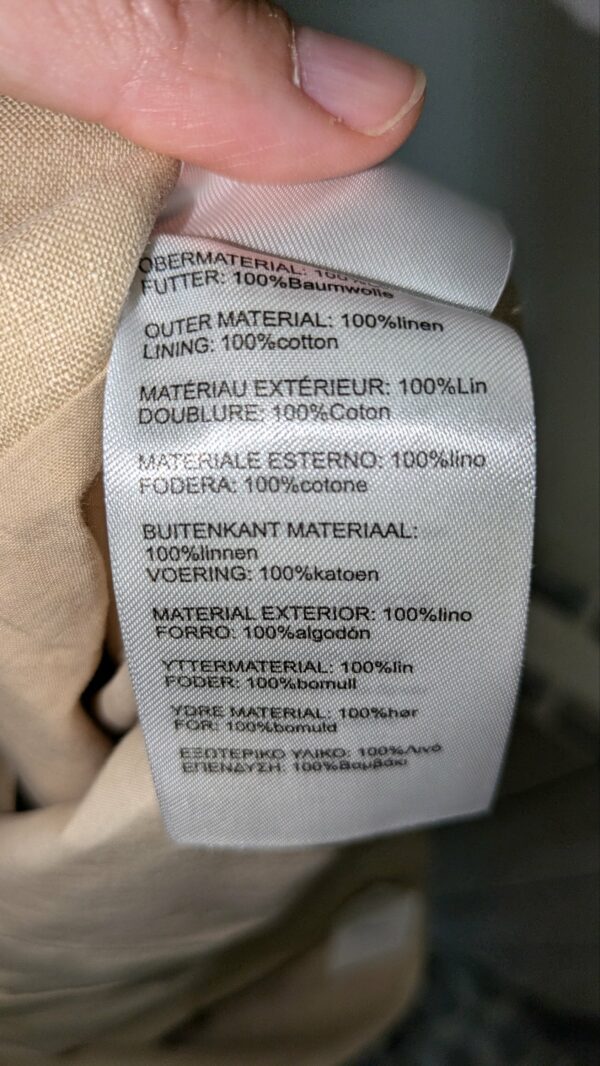 OBERMATERIAL:
FUTTER: 100%Baumwolle
OUTER MATERIAL: 100%linen
LINING: 100%cotton
MATÉRIAU EXTÉRIEUR: 100%Lin
DOUBLURE: 100%Coton
MATERIALE ESTERNO: 100%lino
FODERA: 100%cotone
BUITENKANT MATERIAAL:
100%linnen
VOERING: 100%katoen
MATERIAL EXTERIOR: 100%lino
FORRO: 100%algodón
YTTERMATERIAL: 100%lin
FODER: 100%bomull
YDRE MATERIAL: 100%hør
FOR: 100%bomuld
ΕΞΩΤΕΡΙΚΟ ΥΛΙΚΟ: 100%Λινό
ΕΠΕΝΔΥΣΗ: 100%Βαμβάκι